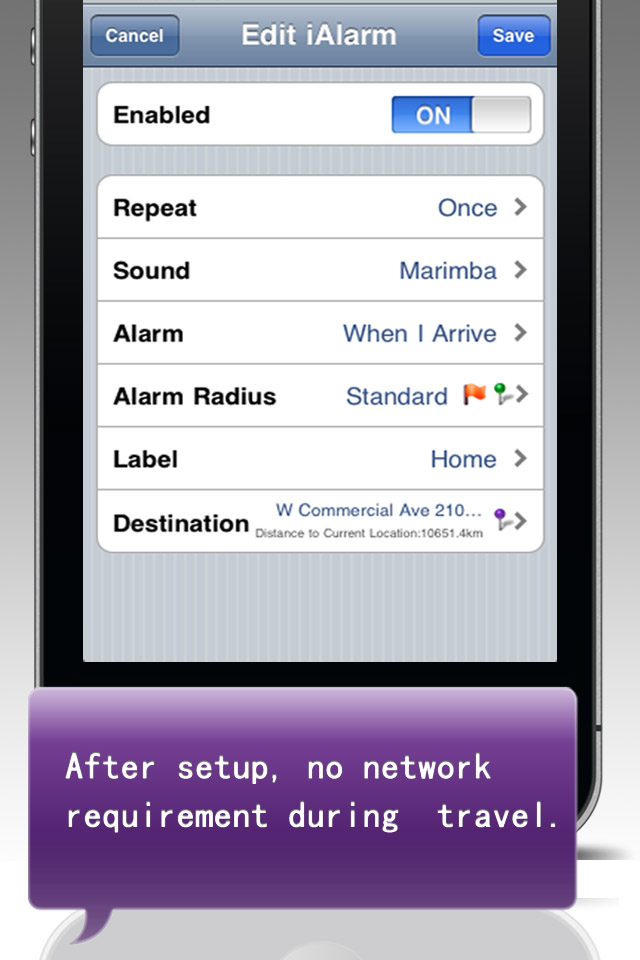 Cancel Edit iAlarm Save
Enabled ON
Repeat Once
Sound Marimba
Alarm When I Arrive
Alarm Radius Standard
Label Home
Destination W Commercial Ave 210...
Distance to Current Location:10651.4km
After setup, no network
requirement during travel.